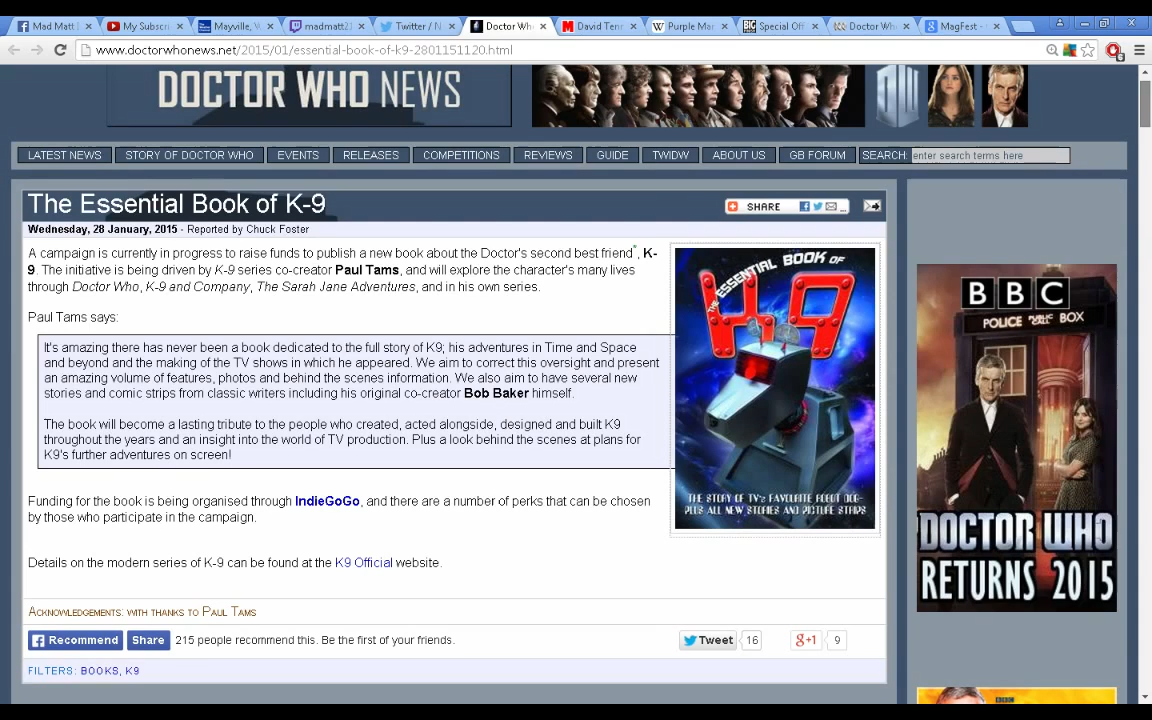 Mad Matt
My Subscri
Mayville, W
madmatt2
Twitter / N
Doctor Wh
David Tenn
Purple Man
Special Off
Doctor Wh
MagFest -
www.doctorwhonews.net/2015/01/essential-book-of-k9-2801151120.html
DOCTOR WHO NEWS
LATEST NEWS STORY OF DOCTOR WHO EVENTS RELEASES COMPETITIONS REVIEWS GUIDE TWIDW ABOUT US GB FORUM SEARCH: enter search terms here
The Essential Book of K-9
SHARE
Wednesday, 28 January, 2015 - Reported by Chuck Foster
A campaign is currently in progress to raise funds to publish a new book about the Doctor's second best friend*, K-
9. The initiative is being driven by K-9 series co-creator Paul Tams, and will explore the character's many lives
through Doctor Who, K-9 and Company, The Sarah Jane Adventures, and in his own series.
Paul Tams says:
It's amazing there has never been a book dedicated to the full story of K9; his adventures in Time and Space
and beyond and the making of the TV shows in which he appeared. We aim to correct this oversight and present
an amazing volume of features, photos and behind the scenes information. We also aim to have several new
stories and comic strips from classic writers including his original co-creator Bob Baker himself.
The book will become a lasting tribute to the people who created, acted alongside, designed and built K9
throughout the years and an insight into the world of TV production. Plus a look behind the scenes at plans for
K9's further adventures on screen!
THE ESSENTIAL BOOK OF
K9
THE STORY OF TV's FAVOURITE ROBOT DOG-
PLUS ALL NEW STORIES AND PICTURE STRIPS
Funding for the book is being organised through IndieGoGo, and there are a number of perks that can be chosen
by those who participate in the campaign.
Details on the modern series of K-9 can be found at the K9 Official website.
Acknowledgements: with thanks to Paul Tams
Recommend Share 215 people recommend this. Be the first of your friends. Tweet 16 g+1 9
FILTERS: BOOKS, K9
BBC
POLICE PUBLIC CALL BOX
DOCTOR WHO
RETURNS 2015
BBC